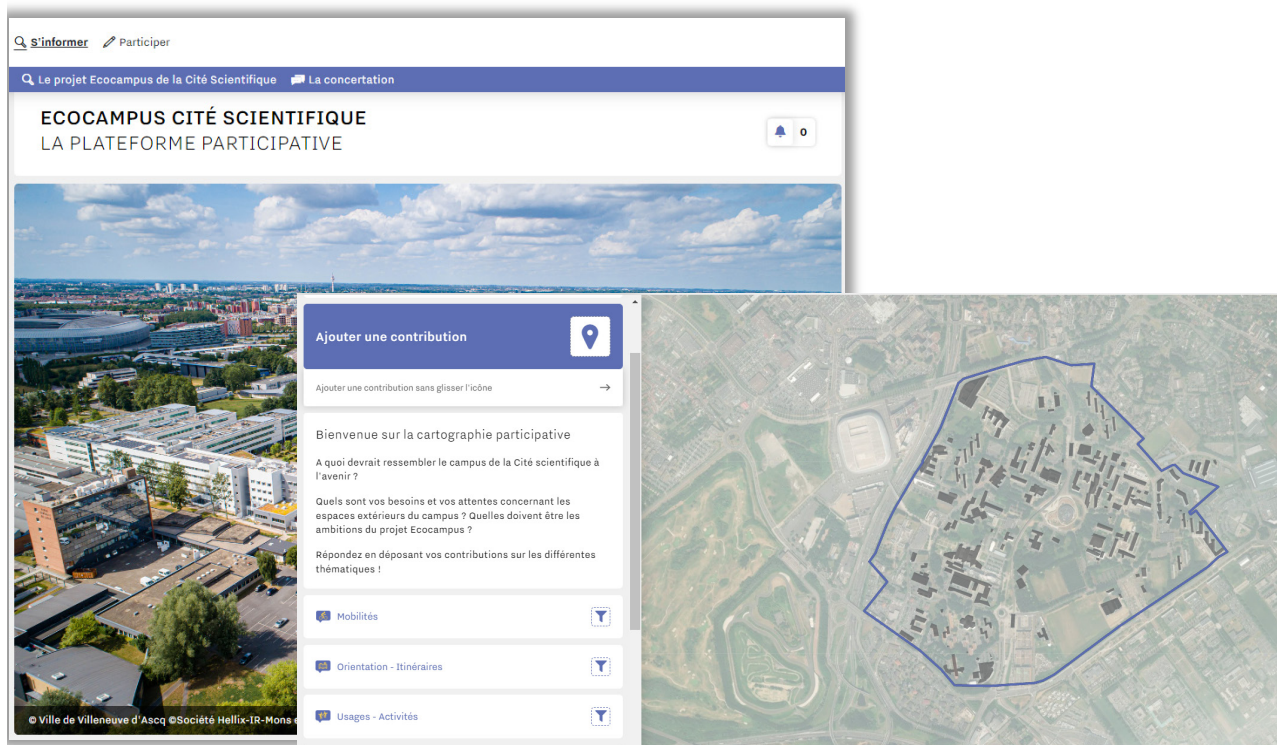 S'informer Participer
Le projet Ecocampus de la Cité Scientifique La concertation
ECOCAMPUS CITÉ SCIENTIFIQUE
LA PLATEFORME PARTICIPATIVE
0
Ajouter une contribution
Ajouter une contribution sans glisser l'icône
Bienvenue sur la cartographie participative
A quoi devrait ressembler le campus de la Cité scientifique à
l'avenir ?
Quels sont vos besoins et vos attentes concernant les
espaces extérieurs du campus ? Quelles doivent être les
ambitions du projet Ecocampus ?
Répondez en déposant vos contributions sur les différentes
thématiques !
Mobilités
Orientation - Itinéraires
Usages - Activités
© Ville de Villeneuve d'Ascq ©Société Hellix-IR-Mons e